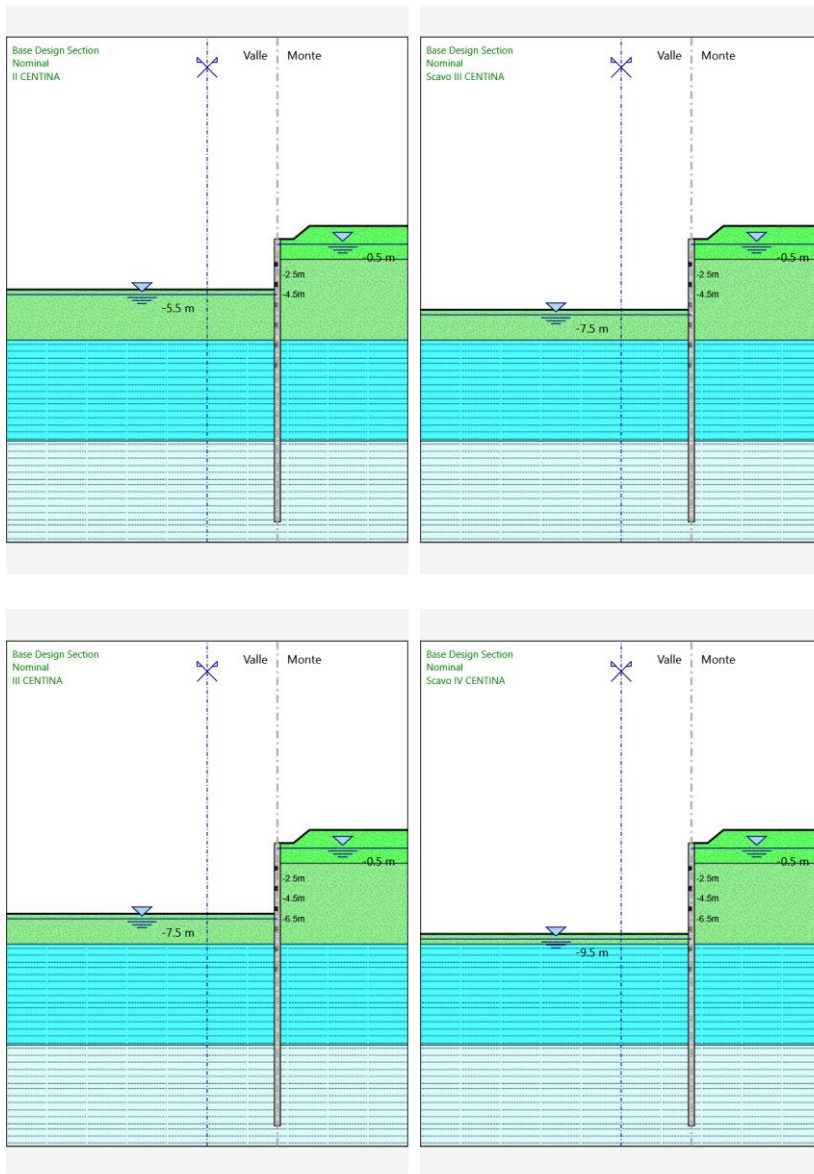 Base Design Section
Nominal
II CENTINA
Valle
Monte
-0.5 m
-2.5m
-4.5m
-5.5 m
Base Design Section
Nominal
Scavo III CENTINA
Valle
Monte
-0.5 m
-2.5m
-4.5m
-7.5 m
Base Design Section
Nominal
III CENTINA
Valle
Monte
-0.5 m
-2.5m
-4.5m
-6.5m
-7.5 m
Base Design Section
Nominal
Scavo IV CENTINA
Valle
Monte
-0.5 m
-2.5m
-4.5m
-6.5m
-9.5 m